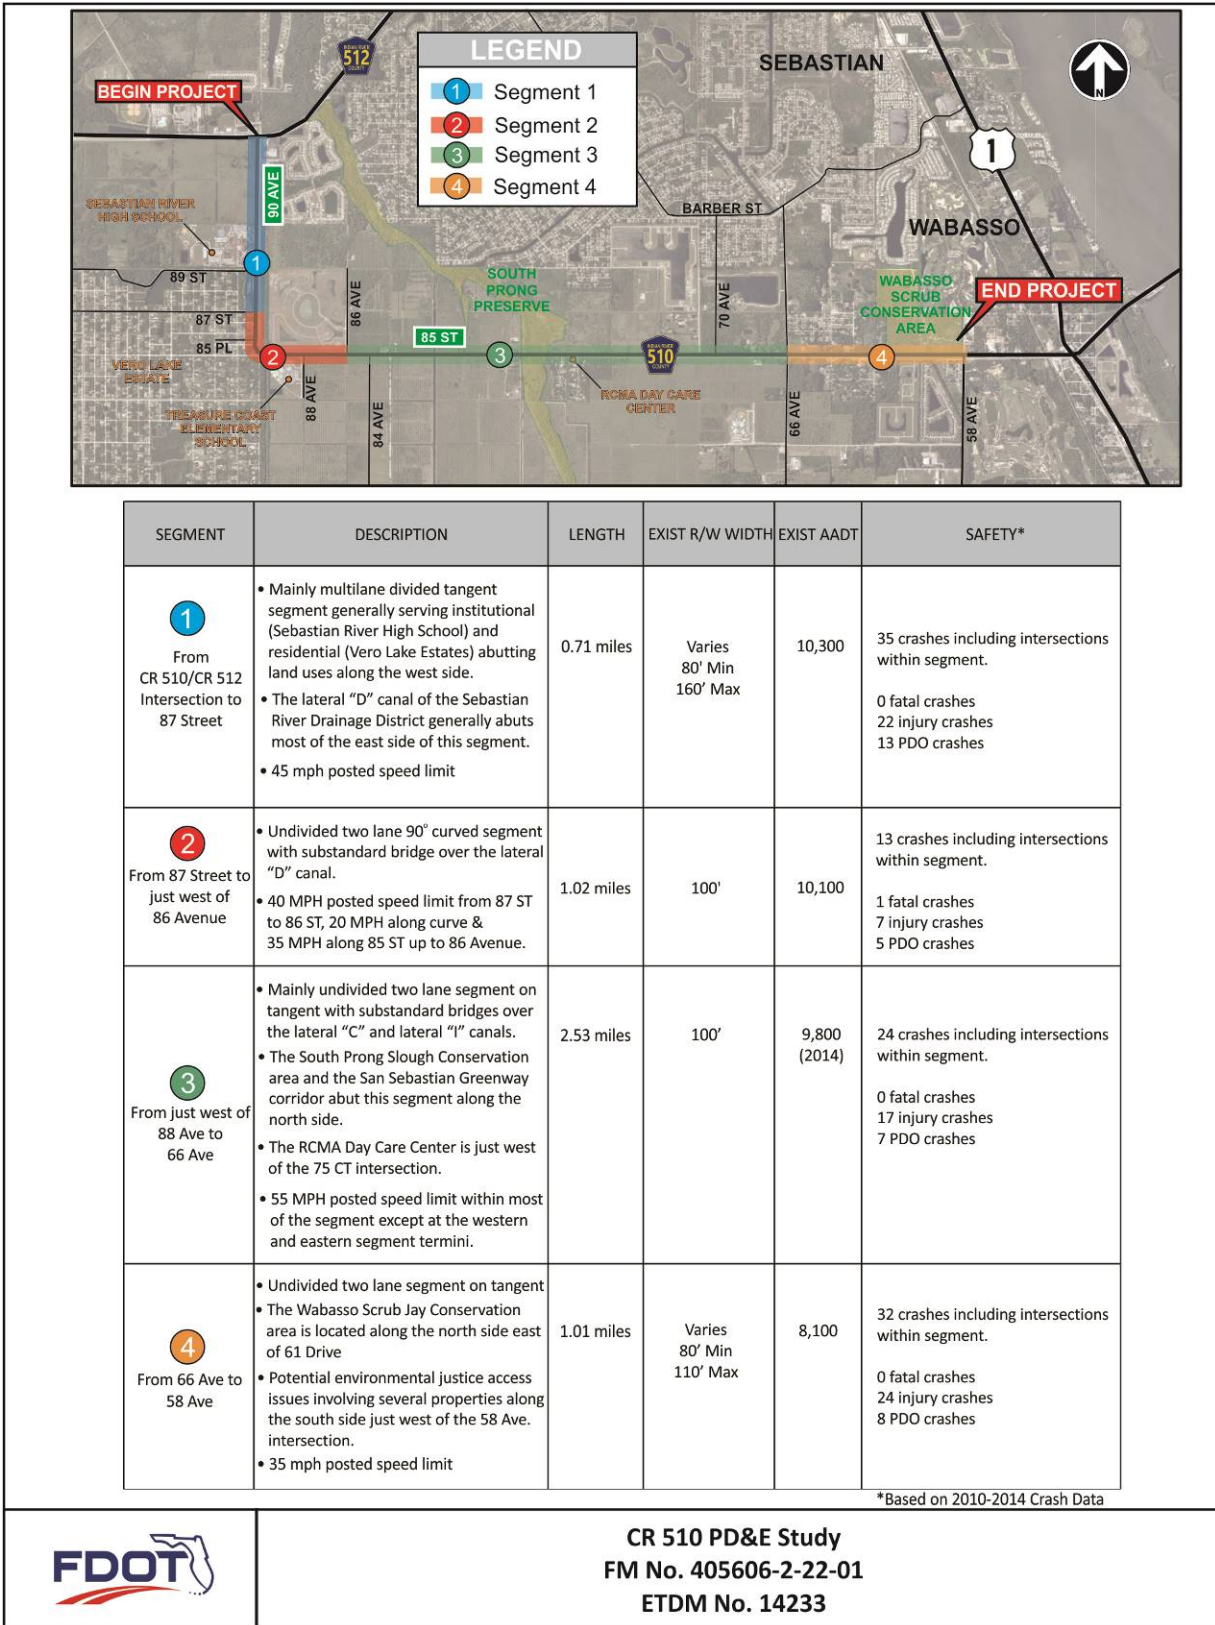 BEGIN PROJECT
INDIAN RIVER
512
COUNTY
LEGEND
1 Segment 1
2 Segment 2
3 Segment 3
4 Segment 4
SEBASTIAN
N
1
90 AVE
SEBASTIAN RIVER
HIGH SCHOOL
BARBER ST
WABASSO
1
89 ST
86 AVE
SOUTH
PRONG
PRESERVE
70 AVE
WABASSO
SCRUB
CONSERVATION
AREA
END PROJECT
87 ST
85 ST
85 PL
2
3
INDIAN RIVER
510
COUNTY
4
VERO LAKE
ESTATE
88 AVE
RCMA DAY CARE
CENTER
66 AVE
58 AVE
TREASURE COAST
ELEMENTARY
SCHOOL
84 AVE
SEGMENT DESCRIPTION LENGTH EXIST R/W WIDTH EXIST AADT SAFETY*
1
From
CR 510/CR 512
Intersection to
87 Street
• Mainly multilane divided tangent
segment generally serving institutional
(Sebastian River High School) and
residential (Vero Lake Estates) abutting
land uses along the west side.
• The lateral “D” canal of the Sebastian
River Drainage District generally abuts
most of the east side of this segment.
• 45 mph posted speed limit
0.71 miles
Varies
80' Min
160’ Max
10,300
35 crashes including intersections
within segment.
0 fatal crashes
22 injury crashes
13 PDO crashes
2
From 87 Street to
just west of
86 Avenue
• Undivided two lane 90° curved segment
with substandard bridge over the lateral
“D” canal.
• 40 MPH posted speed limit from 87 ST
to 86 ST, 20 MPH along curve &
35 MPH along 85 ST up to 86 Avenue.
1.02 miles
100'
10,100
13 crashes including intersections
within segment.
1 fatal crashes
7 injury crashes
5 PDO crashes
3
From just west of
88 Ave to
66 Ave
• Mainly undivided two lane segment on
tangent with substandard bridges over
the lateral “C” and lateral “I” canals.
• The South Prong Slough Conservation
area and the San Sebastian Greenway
corridor abut this segment along the
north side.
• The RCMA Day Care Center is just west
of the 75 CT intersection.
• 55 MPH posted speed limit within most
of the segment except at the western
and eastern segment termini.
2.53 miles
100’
9,800
(2014)
24 crashes including intersections
within segment.
0 fatal crashes
17 injury crashes
7 PDO crashes
4
From 66 Ave to
58 Ave
• Undivided two lane segment on tangent
• The Wabasso Scrub Jay Conservation
area is located along the north side east
of 61 Drive
• Potential environmental justice access
issues involving several properties along
the south side just west of the 58 Ave.
intersection.
• 35 mph posted speed limit
1.01 miles
Varies
80’ Min
110’ Max
8,100
32 crashes including intersections
within segment.
0 fatal crashes
24 injury crashes
8 PDO crashes
*Based on 2010-2014 Crash Data
FDOT
CR 510 PD&E Study
FM No. 405606-2-22-01
ETDM No. 14233